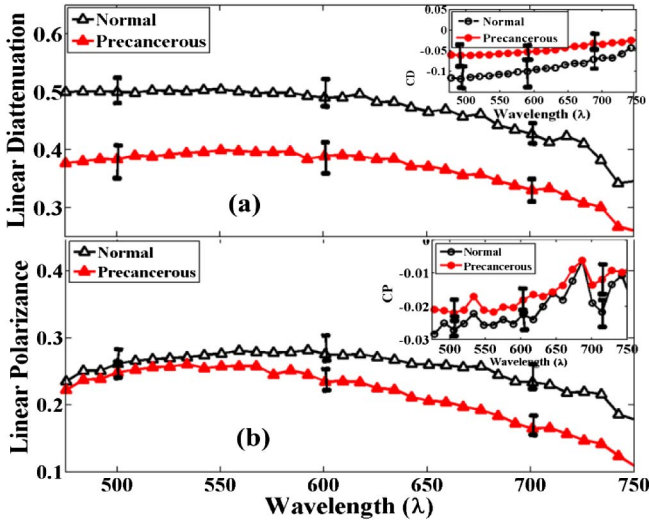 0.6
0.5
0.4
0.3
Linear Diattenuation
Normal
Precancerous
(a)
0.05
0
-0.05
-0.1
CD
Normal
Precancerous
500 550 600 650 700 750
Wavelength (λ)
0.4
0.3
0.2
0.1
Linear Polarizance
Normal
Precancerous
(b)
0
-0.01
-0.02
-0.03
CP
Normal
Precancerous
500 550 600 650 700 750
Wavelength (λ)
500 550 600 650 700 750
Wavelength (λ)